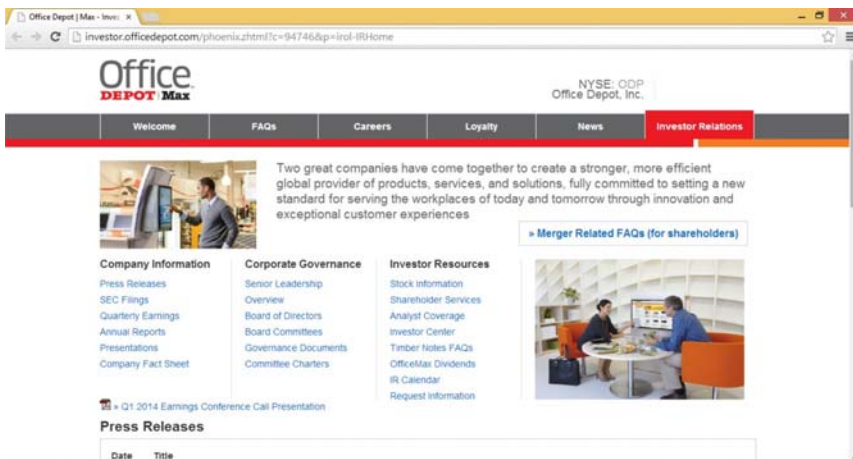 Office Depot | Max - Inve
investor.officedepot.com/phoenix.zhtml?c=94746&p=irol-IRHome
Office
DEPOT Max
NYSE: ODP
Office Depot, Inc.
Welcome FAQs Careers Loyalty News Investor Relations
Two great companies have come together to create a stronger, more efficient
global provider of products, services, and solutions, fully committed to setting a new
standard for serving the workplaces of today and tomorrow through innovation and
exceptional customer experiences
» Merger Related FAQs (for shareholders)
Company Information
Press Releases
SEC Filings
Quarterly Earnings
Annual Reports
Presentations
Company Fact Sheet
Corporate Governance
Senior Leadership
Overview
Board of Directors
Board Committees
Governance Documents
Committee Charters
Investor Resources
Stock Information
Shareholder Services
Analyst Coverage
Investor Center
Timber Notes FAQs
OfficeMax Dividends
IR Calendar
Request Information
» Q1 2014 Earnings Conference Call Presentation
Press Releases
Date Title